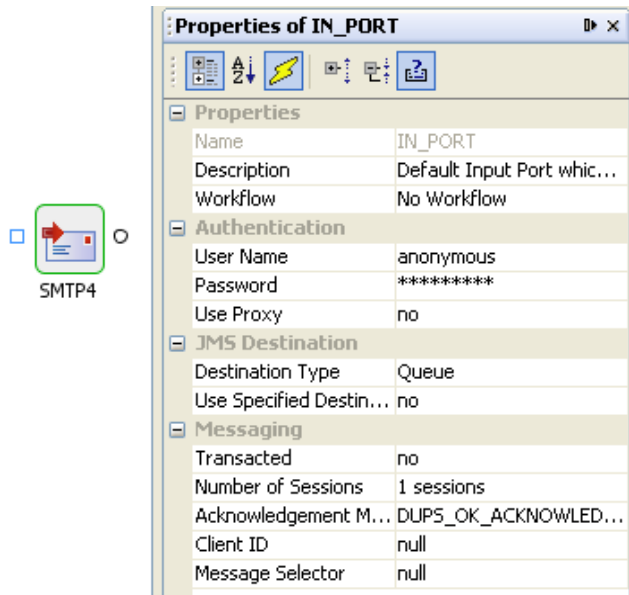 Properties of IN_PORT
Properties
Name IN_PORT
Description Default Input Port whic...
Workflow No Workflow
Authentication
User Name anonymous
Password *********
Use Proxy no
JMS Destination
Destination Type Queue
Use Specified Destin... no
Messaging
Transacted no
Number of Sessions 1 sessions
Acknowledgement M... DUPS_OK_ACKNOWLED...
Client ID null
Message Selector null
SMTP4